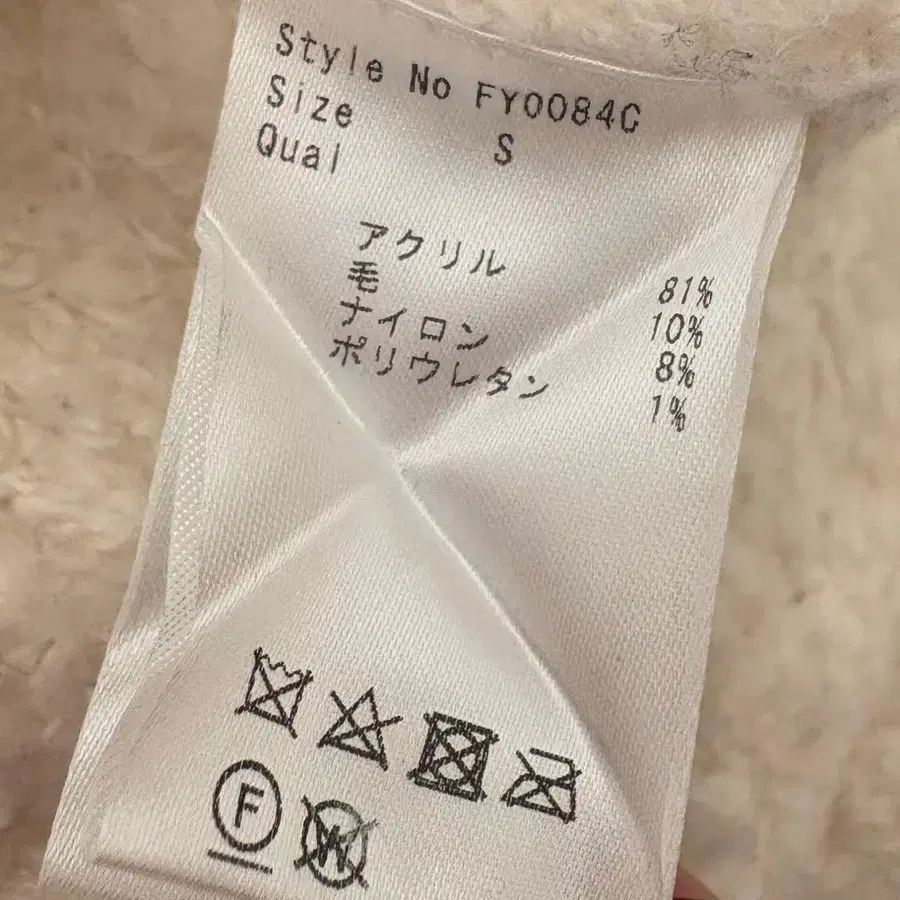 Style No FY0084G
Size S
Qual
アクリル 81%
毛 10%
ナイロン 8%
ポリウレタン 1%
F W